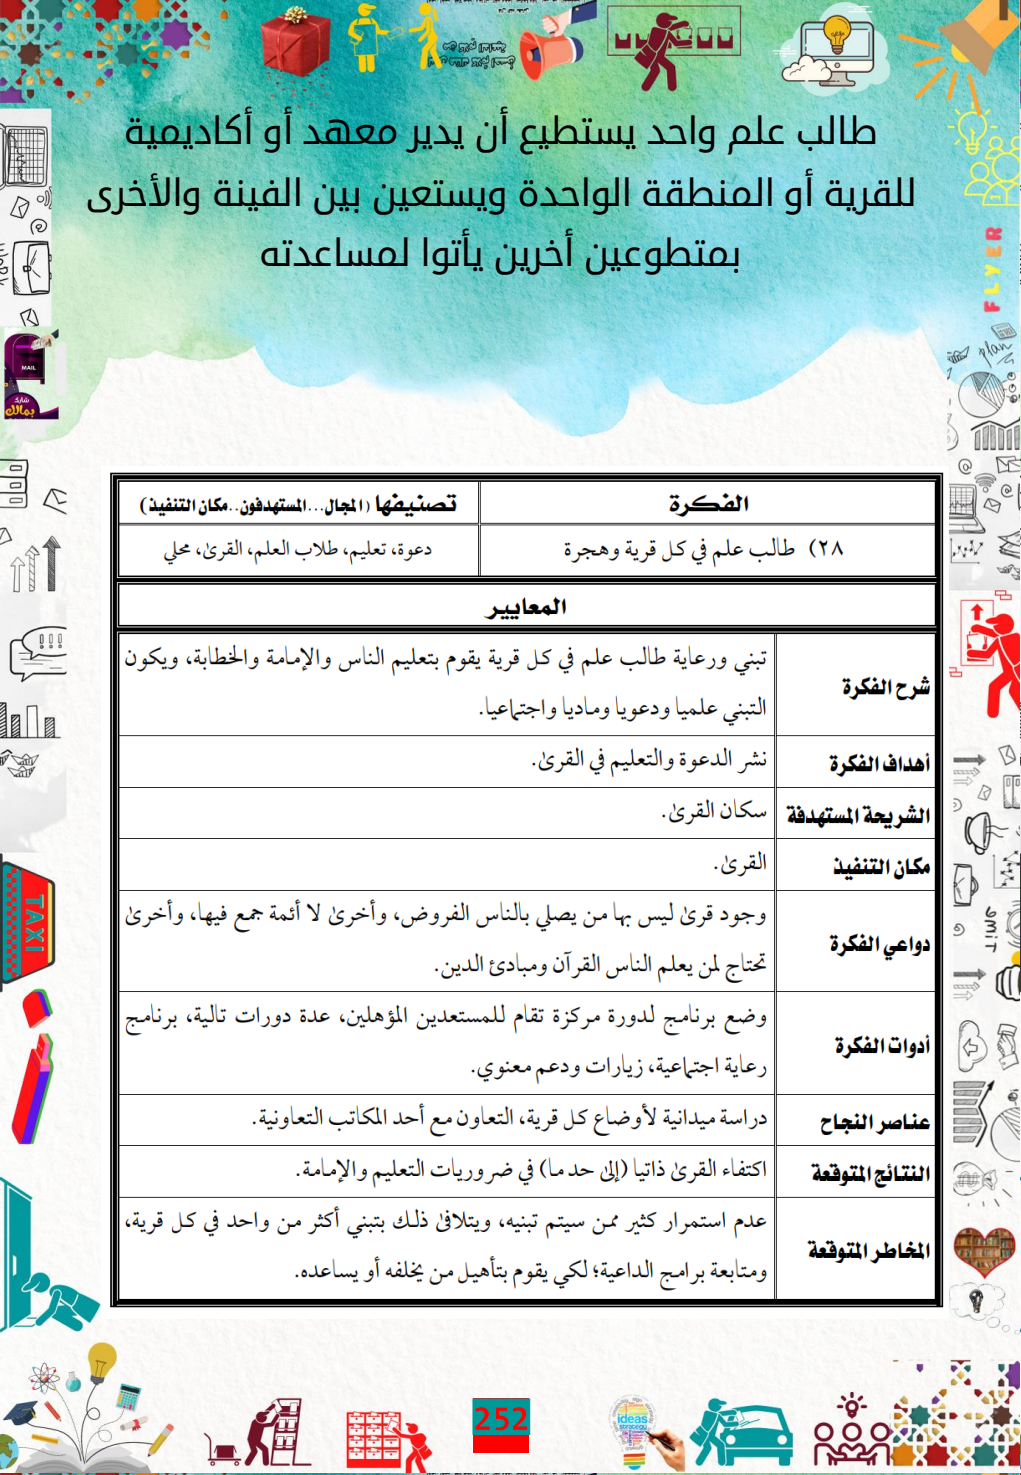 طالب علم واحد يستطيع أن يدير معهد أو أكاديمية
للقرية أو المنطقة الواحدة ويستعين بين الفينة والأخرى
بمتطوعين أخرين يأتوا لمساعدته
FLYER
plan
MAIL
شارك
بمالك
الفكرة
تصنيفها (المجال...المستهدفون..مكان التنفيذ)
٢٨) طالب علم في كل قرية وهجرة
دعوة، تعليم، طلاب العلم، القرىٰ، محلي
المعايير
شرح الفكرة
تبني ورعاية طالب علم في كل قرية يقوم بتعليم الناس والإمامة والخطابة، ويكون
التبني علميا ودعويا وماديا واجتماعيا.
أهداف الفكرة
نشر الدعوة والتعليم في القرىٰ.
الشريحة المستهدفة
سكان القرىٰ.
مكان التنفيذ
القرىٰ.
دواعي الفكرة
وجود قرىٰ ليس بها من يصلي بالناس الفروض، وأخرىٰ لا أئمة جمع فيها، وأخرىٰ
تحتاج لمن يعلم الناس القرآن ومبادئ الدين.
أدوات الفكرة
وضع برنامج لدورة مركزة تقام للمستعدين المؤهلين، عدة دورات تالية، برنامج
رعاية اجتماعية، زيارات ودعم معنوي.
عناصر النجاح
دراسة ميدانية لأوضاع كل قرية، التعاون مع أحد المكاتب التعاونية.
النتائج المتوقعة
اكتفاء القرىٰ ذاتيا (إلىٰ حد ما) في ضروريات التعليم والإمامة.
المخاطر المتوقعة
عدم استمرار كثير ممن سيتم تبنيه، ويتلافىٰ ذلك بتبني أكثر من واحد في كل قرية،
ومتابعة برامج الداعية؛ لكي يقوم بتأهيل من يخلفه أو يساعده.
TAXI
252
ideas
strategy